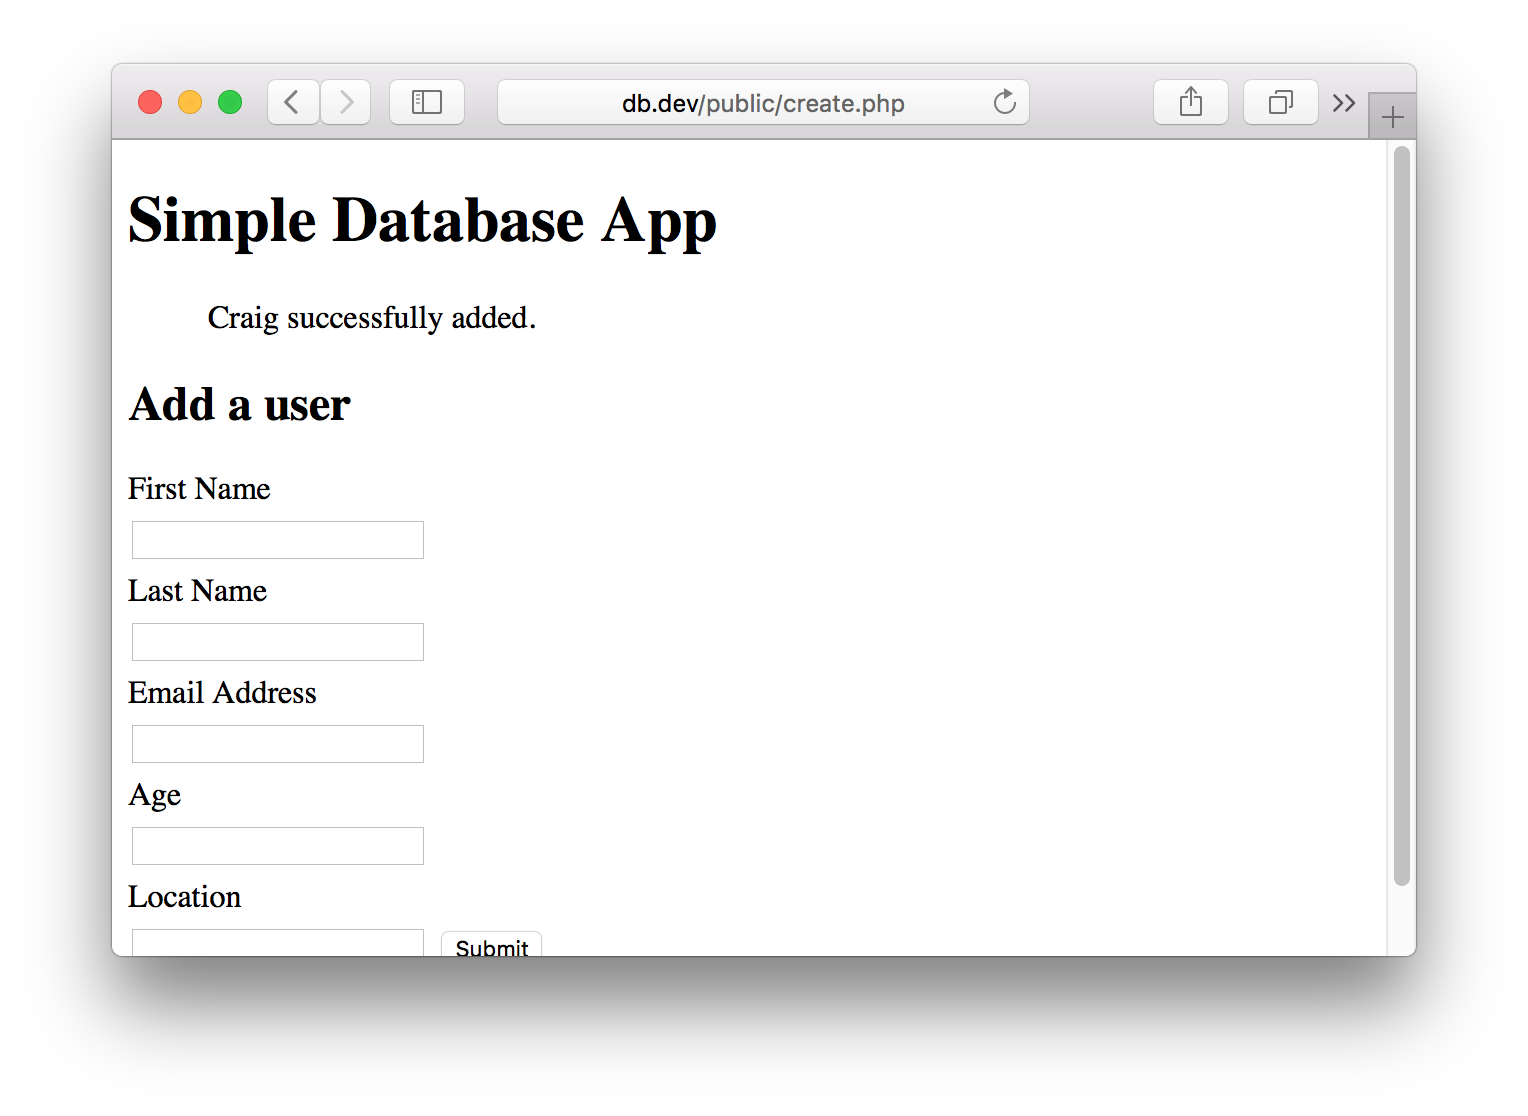 db.dev/public/create.php
Simple Database App
Craig successfully added.
Add a user
First Name
Last Name
Email Address
Age
Location
Submit